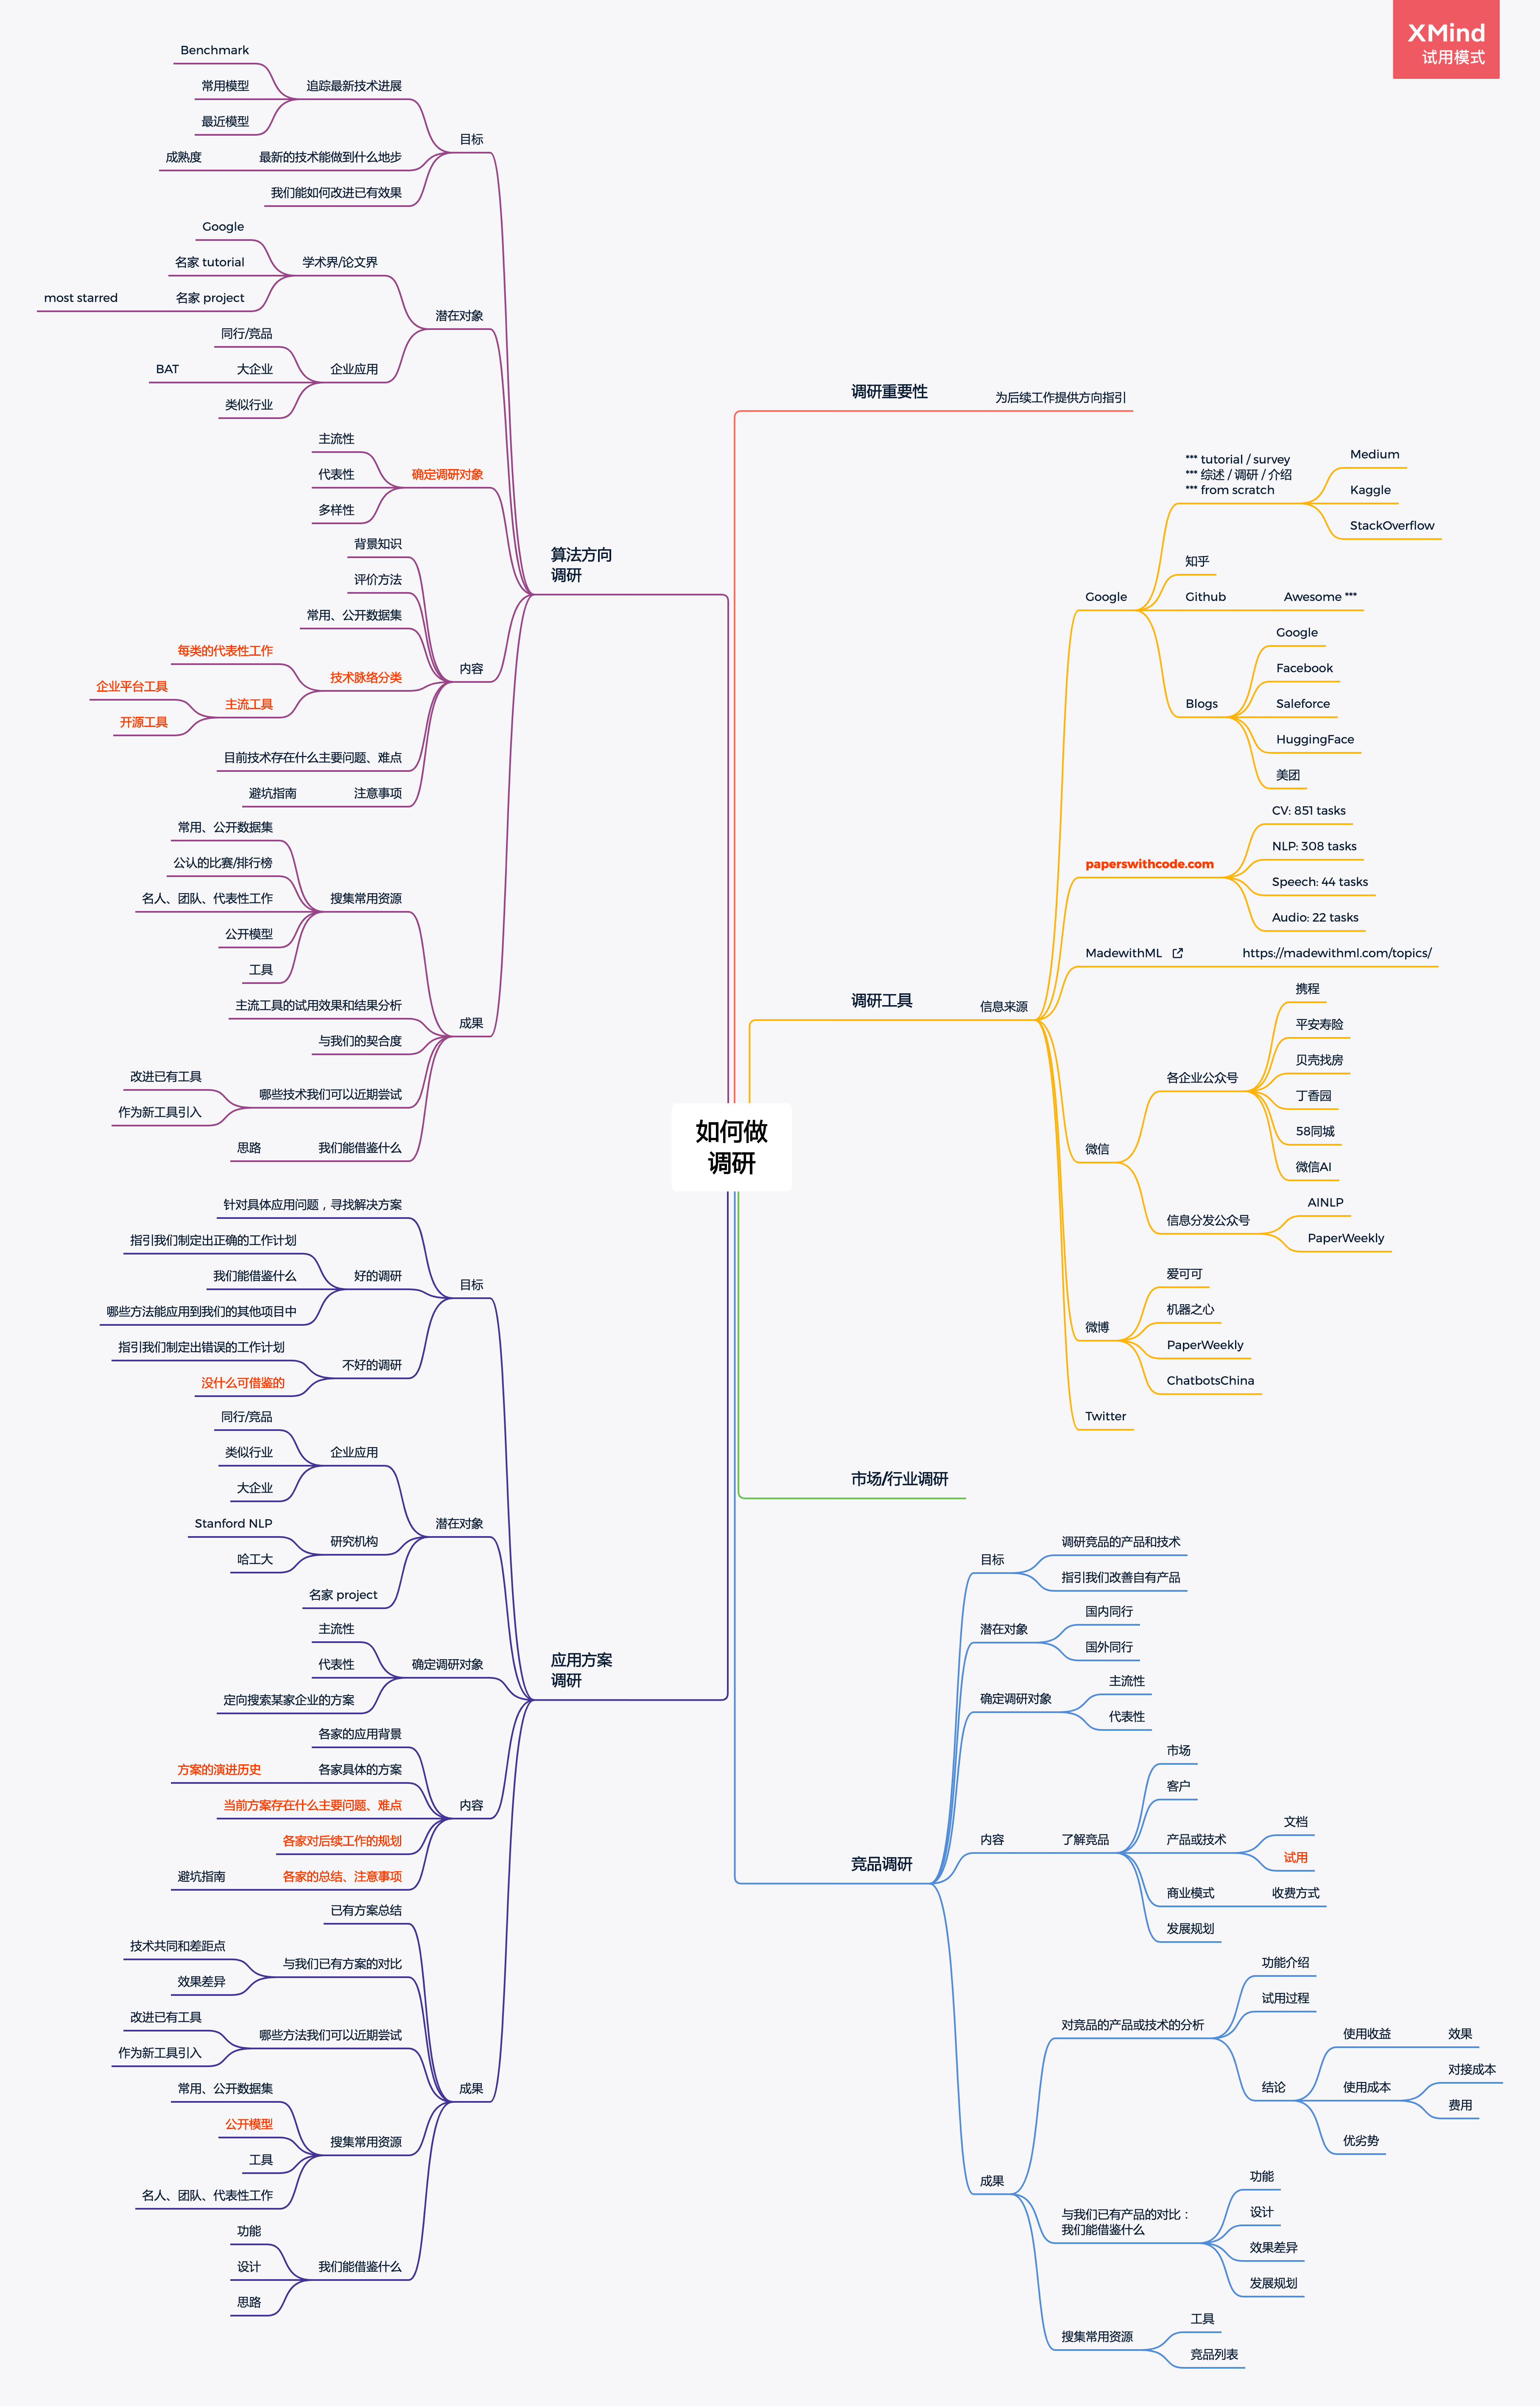 XMind
试用模式
如何做
调研
调研重要性
为后续工作提供方向指引
调研工具
信息来源
Google
*** tutorial / survey
*** 综述 / 调研 / 介绍
*** from scratch
Medium
Kaggle
StackOverflow
知乎
Github
Awesome ***
Blogs
Google
Facebook
Saleforce
HuggingFace
美团
paperswithcode.com
CV: 851 tasks
NLP: 308 tasks
Speech: 44 tasks
Audio: 22 tasks
MadewithML
https://madewithml.com/topics/
微信
各企业公众号
携程
平安寿险
贝壳找房
丁香园
58同城
微信AI
信息分发公众号
AINLP
PaperWeekly
微博
爱可可
机器之心
PaperWeekly
ChatbotsChina
Twitter
市场/行业调研
竞品调研
目标
调研竞品的产品和技术
指引我们改善自有产品
潜在对象
国内同行
国外同行
确定调研对象
主流性
代表性
内容
了解竞品
市场
客户
产品或技术
文档
试用
商业模式
收费方式
发展规划
成果
对竞品的产品或技术的分析
功能介绍
试用过程
结论
使用收益
效果
使用成本
对接成本
费用
优劣势
与我们已有产品的对比：
我们能借鉴什么
功能
设计
效果差异
发展规划
搜集常用资源
工具
竞品列表
算法方向
调研
目标
追踪最新技术进展
Benchmark
常用模型
最近模型
最新的技术能做到什么地步
成熟度
我们能如何改进已有效果
潜在对象
学术界/论文界
Google
名家 tutorial
名家 project
most starred
企业应用
同行/竞品
大企业
BAT
类似行业
确定调研对象
主流性
代表性
多样性
内容
背景知识
评价方法
常用、公开数据集
技术脉络分类
每类的代表性工作
主流工具
企业平台工具
开源工具
目前技术存在什么主要问题、难点
注意事项
避坑指南
成果
搜集常用资源
常用、公开数据集
公认的比赛/排行榜
名人、团队、代表性工作
公开模型
工具
主流工具的试用效果和结果分析
与我们的契合度
哪些技术我们可以近期尝试
改进已有工具
作为新工具引入
我们能借鉴什么
思路
应用方案
调研
目标
针对具体应用问题，寻找解决方案
好的调研
指引我们制定出正确的工作计划
我们能借鉴什么
哪些方法能应用到我们的其他项目中
不好的调研
指引我们制定出错误的工作计划
没什么可借鉴的
潜在对象
企业应用
同行/竞品
类似行业
大企业
研究机构
Stanford NLP
哈工大
名家 project
确定调研对象
主流性
代表性
定向搜索某家企业的方案
内容
各家的应用背景
各家具体的方案
方案的演进历史
当前方案存在什么主要问题、难点
各家对后续工作的规划
各家的总结、注意事项
避坑指南
成果
已有方案总结
与我们已有方案的对比
技术共同和差距点
效果差异
哪些方法我们可以近期尝试
改进已有工具
作为新工具引入
搜集常用资源
常用、公开数据集
公开模型
工具
名人、团队、代表性工作
我们能借鉴什么
功能
设计
思路